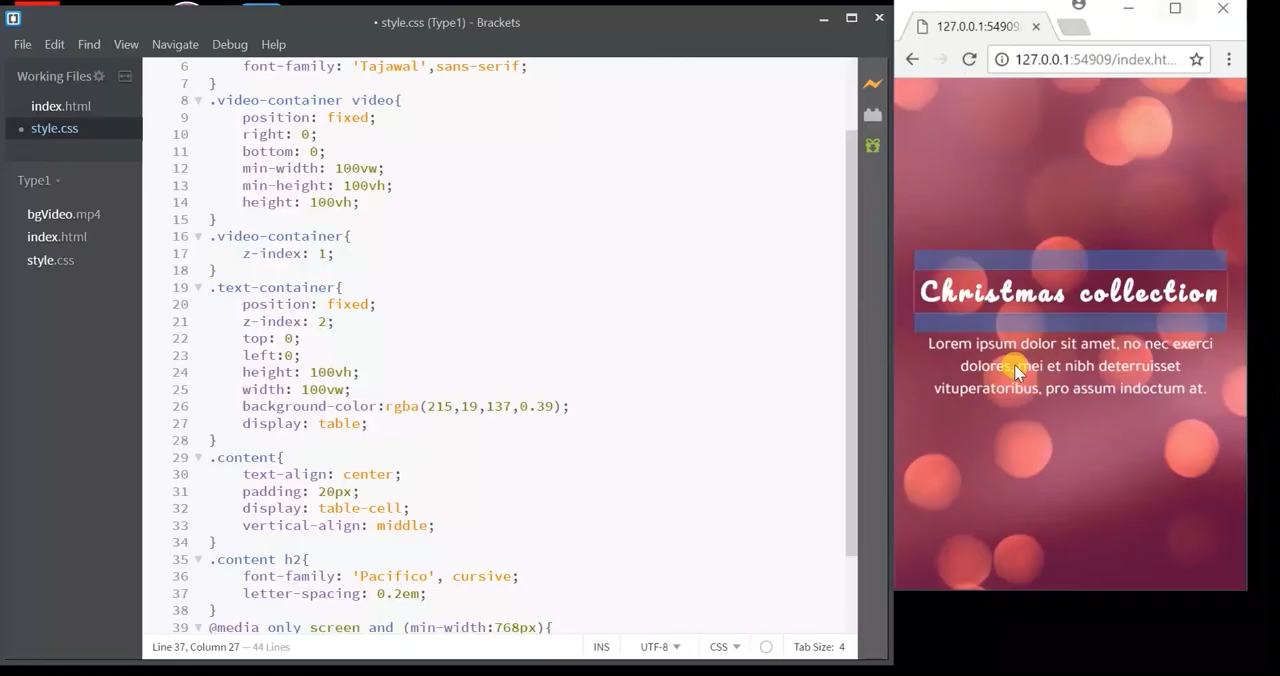 • style.css (Type1) - Brackets
File Edit Find View Navigate Debug Help
Working Files
index.html
• style.css
Type1
bgVideo.mp4
index.html
style.css
6 font-family: 'Tajawal',sans-serif;
7 }
8 .video-container video{
9 position: fixed;
10 right: 0;
11 bottom: 0;
12 min-width: 100vw;
13 min-height: 100vh;
14 height: 100vh;
15 }
16 .video-container{
17 z-index: 1;
18 }
19 .text-container{
20 position: fixed;
21 z-index: 2;
22 top: 0;
23 left:0;
24 height: 100vh;
25 width: 100vw;
26 background-color:rgba(215,19,137,0.39);
27 display: table;
28 }
29 .content{
30 text-align: center;
31 padding: 20px;
32 display: table-cell;
33 vertical-align: middle;
34 }
35 .content h2{
36 font-family: 'Pacifico', cursive;
37 letter-spacing: 0.2em;
38 }
39 @media only screen and (min-width:768px){
Line 37, Column 27 — 44 Lines
INS UTF-8 CSS Tab Size: 4
127.0.0.1:54909
127.0.0.1:54909/index.ht...
Christmas collection
Lorem ipsum dolor sit amet, no nec exerci
dolores, mei et nibh deterruisset
vituperatoribus, pro assum indoctum at.